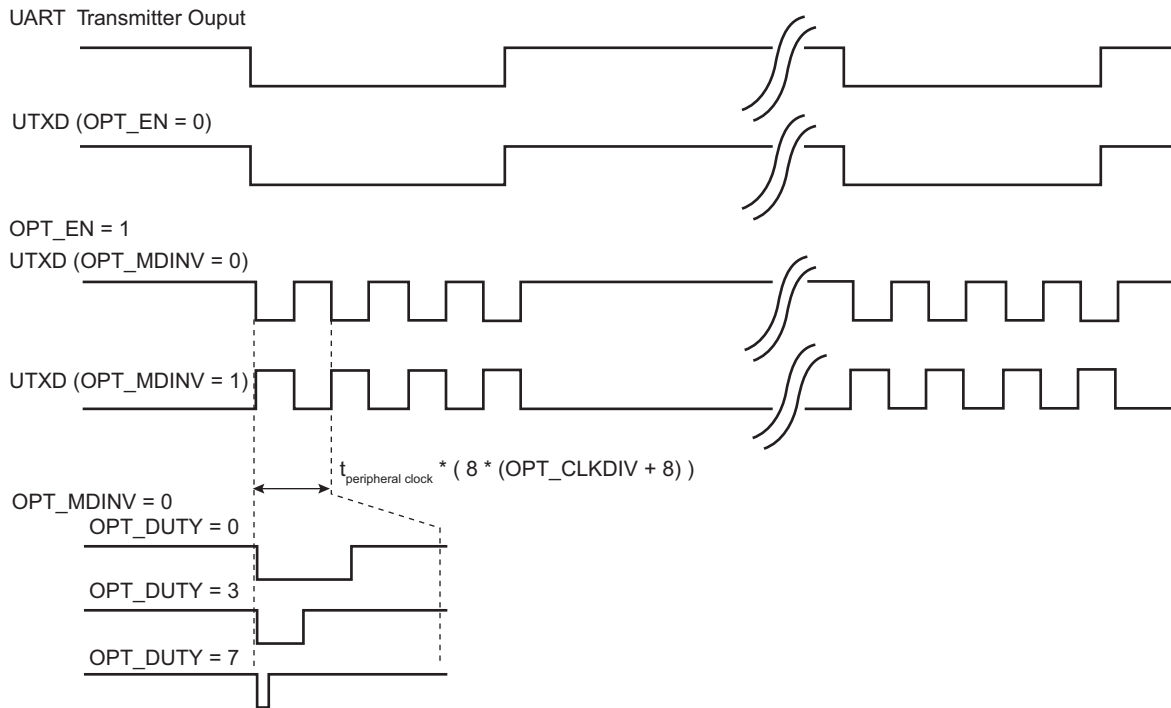 UART Transmitter Ouput
UTXD (OPT_EN = 0)
OPT_EN = 1
UTXD (OPT_MDINV = 0)
UTXD (OPT_MDINV = 1)
tperipheral clock * ( 8 * (OPT_CLKDIV + 8) )
OPT_MDINV = 0
OPT_DUTY = 0
OPT_DUTY = 3
OPT_DUTY = 7